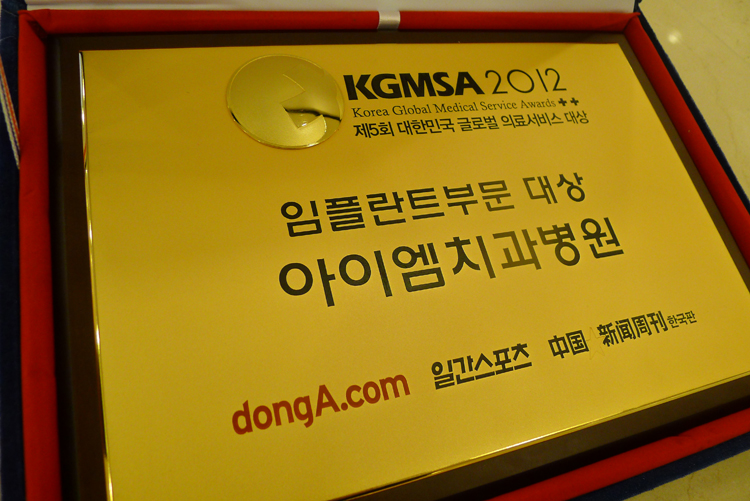 KGMSA 2012
Korea Global Medical Service Awards ++
제5회 대한민국 글로벌 의료서비스 대상
임플란트부문 대상
아이엠치과병원
dongA.com 일간스포츠 中国新闻周刊 한국판